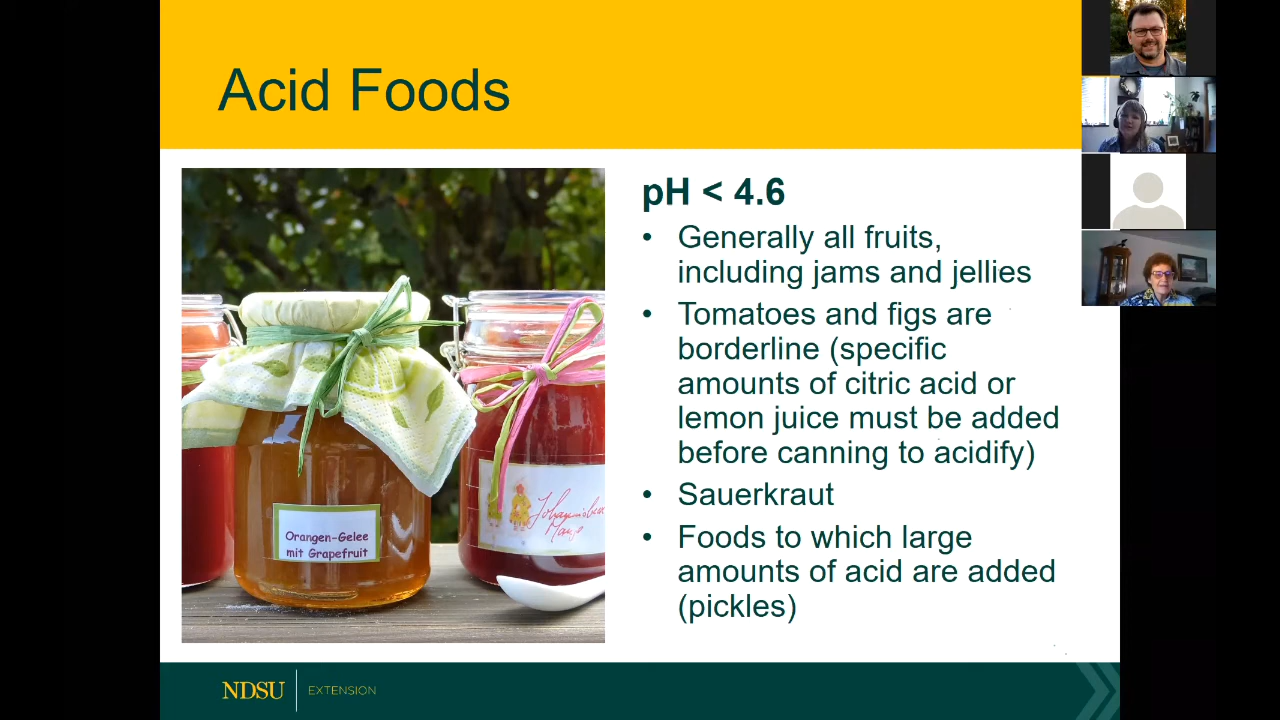 Acid Foods
pH < 4.6
• Generally all fruits,
including jams and jellies
• Tomatoes and figs are
borderline (specific
amounts of citric acid or
lemon juice must be added
before canning to acidify)
• Sauerkraut
• Foods to which large
amounts of acid are added
(pickles)
Orangen-Gelee
mit Grapefruit
NDSU
EXTENSION